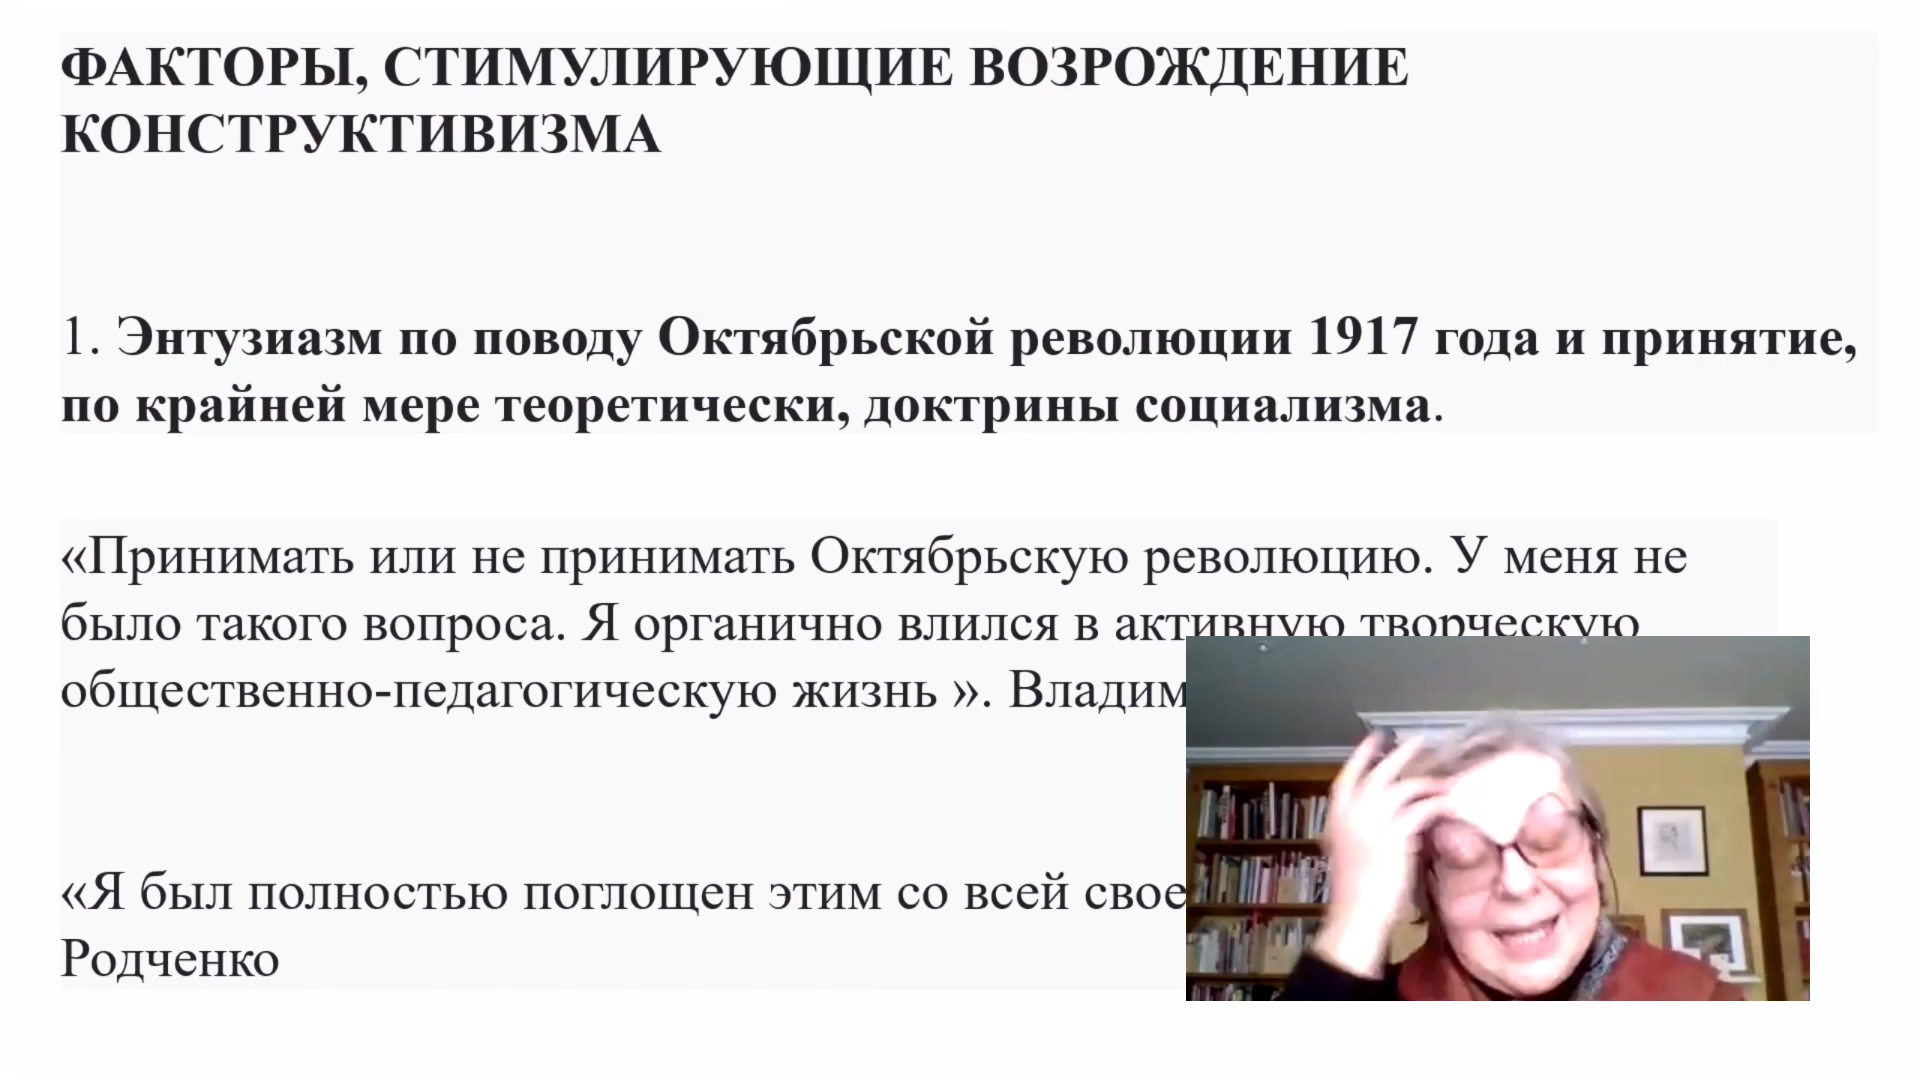 ФАКТОРЫ, СТИМУЛИРУЮЩИЕ ВОЗРОЖДЕНИЕ
КОНСТРУКТИВИЗМА
1. Энтузиазм по поводу Октябрьской революции 1917 года и принятие,
по крайней мере теоретически, доктрины социализма.
«Принимать или не принимать Октябрьскую революцию. У меня не
было такого вопроса. Я органично влился в активную творческую
общественно-педагогическую жизнь ». Владим
«Я был полностью поглощен этим со всей свое
Родченко